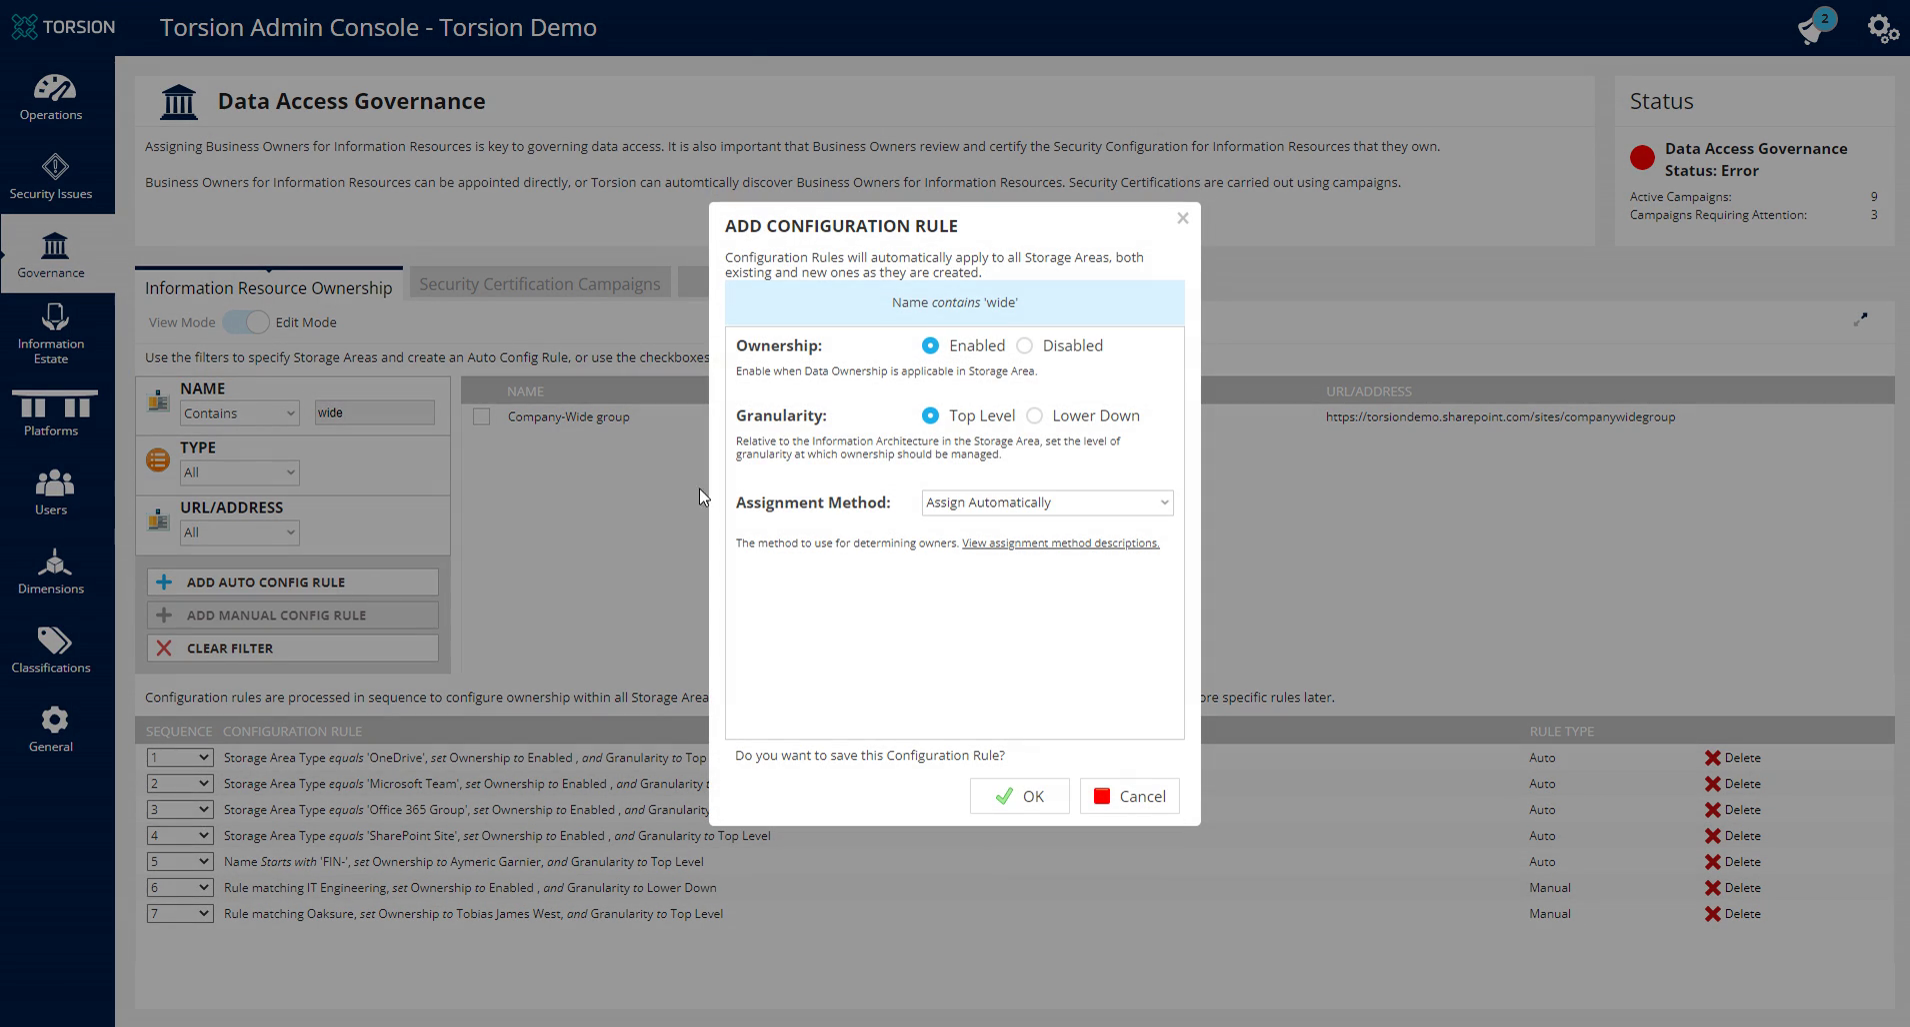 TORSION
Torsion Admin Console - Torsion Demo
2
Operations
Security Issues
Governance
Information
Estate
Platforms
Users
Dimensions
Classifications
General
Data Access Governance
Assigning Business Owners for Information Resources is key to governing data access. It is also important that Business Owners review and certify the Security Configuration for Information Resources that they own.
Business Owners for Information Resources can be appointed directly, or Torsion can automtically discover Business Owners for Information Resources. Security Certifications are carried out using campaigns.
Status
Data Access Governance
Status: Error
Active Campaigns: 9
Campaigns Requiring Attention: 3
Information Resource Ownership
Security Certification Campaigns
View Mode Edit Mode
Use the filters to specify Storage Areas and create an Auto Config Rule, or use the checkboxes
NAME
Contains wide
TYPE
All
URL/ADDRESS
All
ADD AUTO CONFIG RULE
ADD MANUAL CONFIG RULE
CLEAR FILTER
NAME URL/ADDRESS
Company-Wide group https://torsiondemo.sharepoint.com/sites/companywidegroup
ADD CONFIGURATION RULE
Configuration Rules will automatically apply to all Storage Areas, both
existing and new ones as they are created.
Name contains 'wide'
Ownership: Enabled Disabled
Enable when Data Ownership is applicable in Storage Area.
Granularity: Top Level Lower Down
Relative to the Information Architecture in the Storage Area, set the level of
granularity at which ownership should be managed.
Assignment Method: Assign Automatically
The method to use for determining owners. View assignment method descriptions.
Do you want to save this Configuration Rule?
OK Cancel
Configuration rules are processed in sequence to configure ownership within all Storage Area
ore specific rules later.
SEQUENCE CONFIGURATION RULE RULE TYPE
1 Storage Area Type equals 'OneDrive', set Ownership to Enabled , and Granularity to Top Auto Delete
2 Storage Area Type equals 'Microsoft Team', set Ownership to Enabled , and Granularity t Auto Delete
3 Storage Area Type equals 'Office 365 Group', set Ownership to Enabled , and Granularity Auto Delete
4 Storage Area Type equals 'SharePoint Site', set Ownership to Enabled , and Granularity to Top Level Auto Delete
5 Name Starts with 'FIN-', set Ownership to Aymeric Garnier, and Granularity to Top Level Auto Delete
6 Rule matching IT Engineering, set Ownership to Enabled , and Granularity to Lower Down Manual Delete
7 Rule matching Oaksure, set Ownership to Tobias James West, and Granularity to Top Level Manual Delete